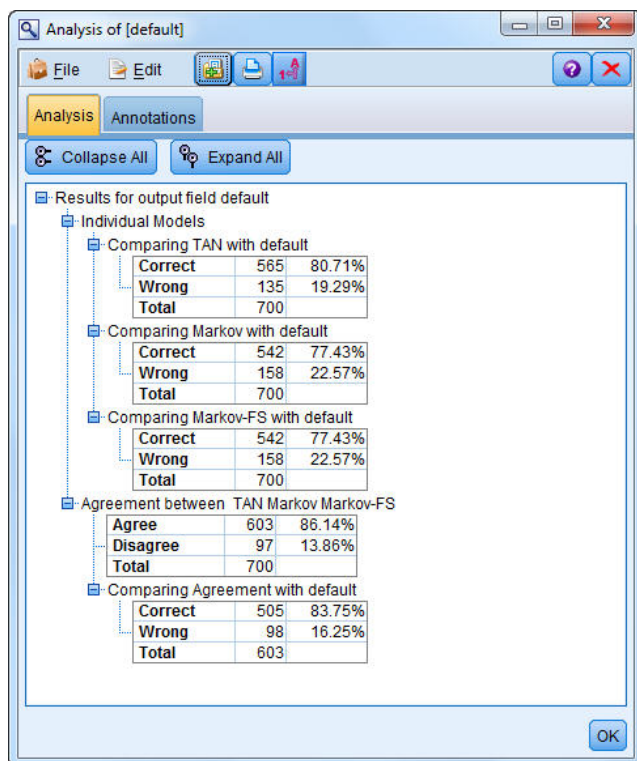 Analysis of [default]
File Edit
Analysis Annotations
Collapse All Expand All
Results for output field default
Individual Models
Comparing TAN with default
Correct 565 80.71%
Wrong 135 19.29%
Total 700
Comparing Markov with default
Correct 542 77.43%
Wrong 158 22.57%
Total 700
Comparing Markov-FS with default
Correct 542 77.43%
Wrong 158 22.57%
Total 700
Agreement between TAN Markov Markov-FS
Agree 603 86.14%
Disagree 97 13.86%
Total 700
Comparing Agreement with default
Correct 505 83.75%
Wrong 98 16.25%
Total 603
OK